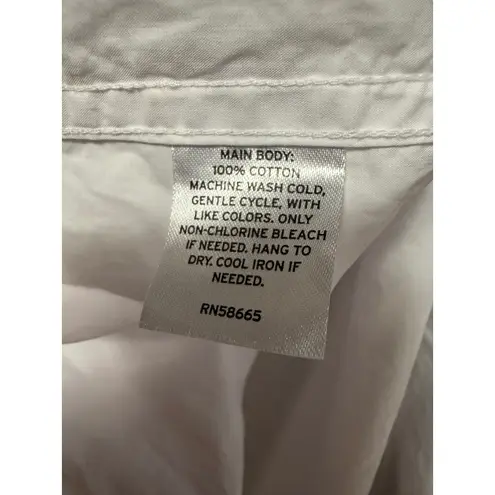 MAIN BODY:
100% COTTON
MACHINE WASH COLD,
GENTLE CYCLE, WITH
LIKE COLORS. ONLY
NON-CHLORINE BLEACH
IF NEEDED. HANG TO
DRY. COOL IRON IF
NEEDED.
RN58665